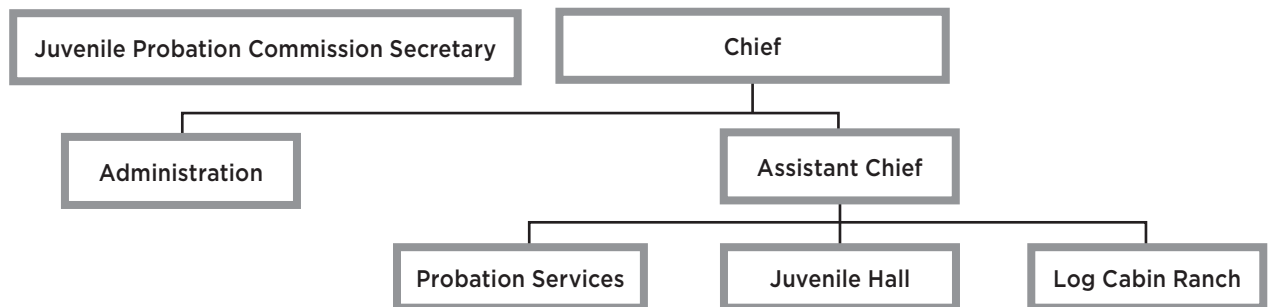 Juvenile Probation Commission Secretary
Chief
Administration
Assistant Chief
Probation Services
Juvenile Hall
Log Cabin Ranch